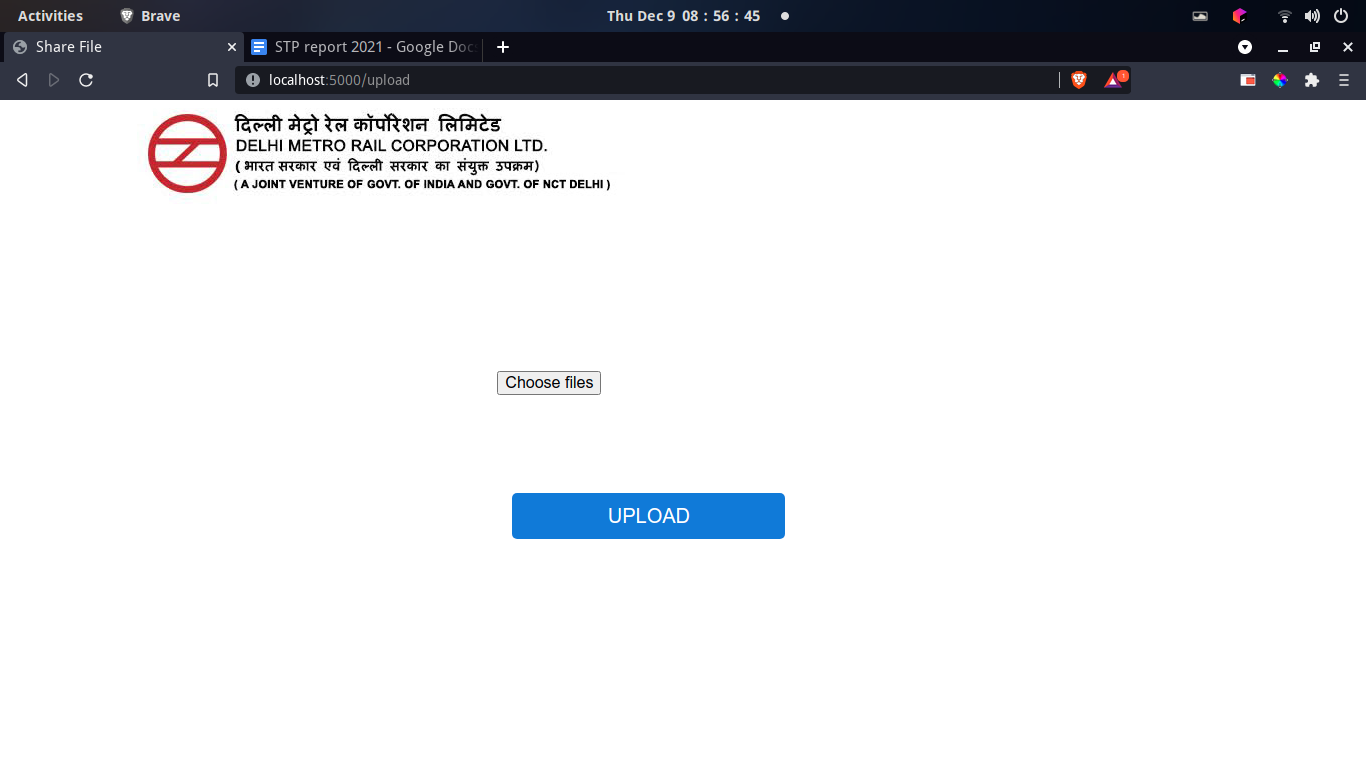 Activities Brave Thu Dec 9 08 : 56 : 45
Share File STP report 2021 - Google Docs
localhost:5000/upload
दिल्ली मेट्रो रेल कॉर्पोरेशन लिमिटेड
DELHI METRO RAIL CORPORATION LTD.
( भारत सरकार एवं दिल्ली सरकार का संयुक्त उपक्रम)
( A JOINT VENTURE OF GOVT. OF INDIA AND GOVT. OF NCT DELHI )
Choose files
UPLOAD